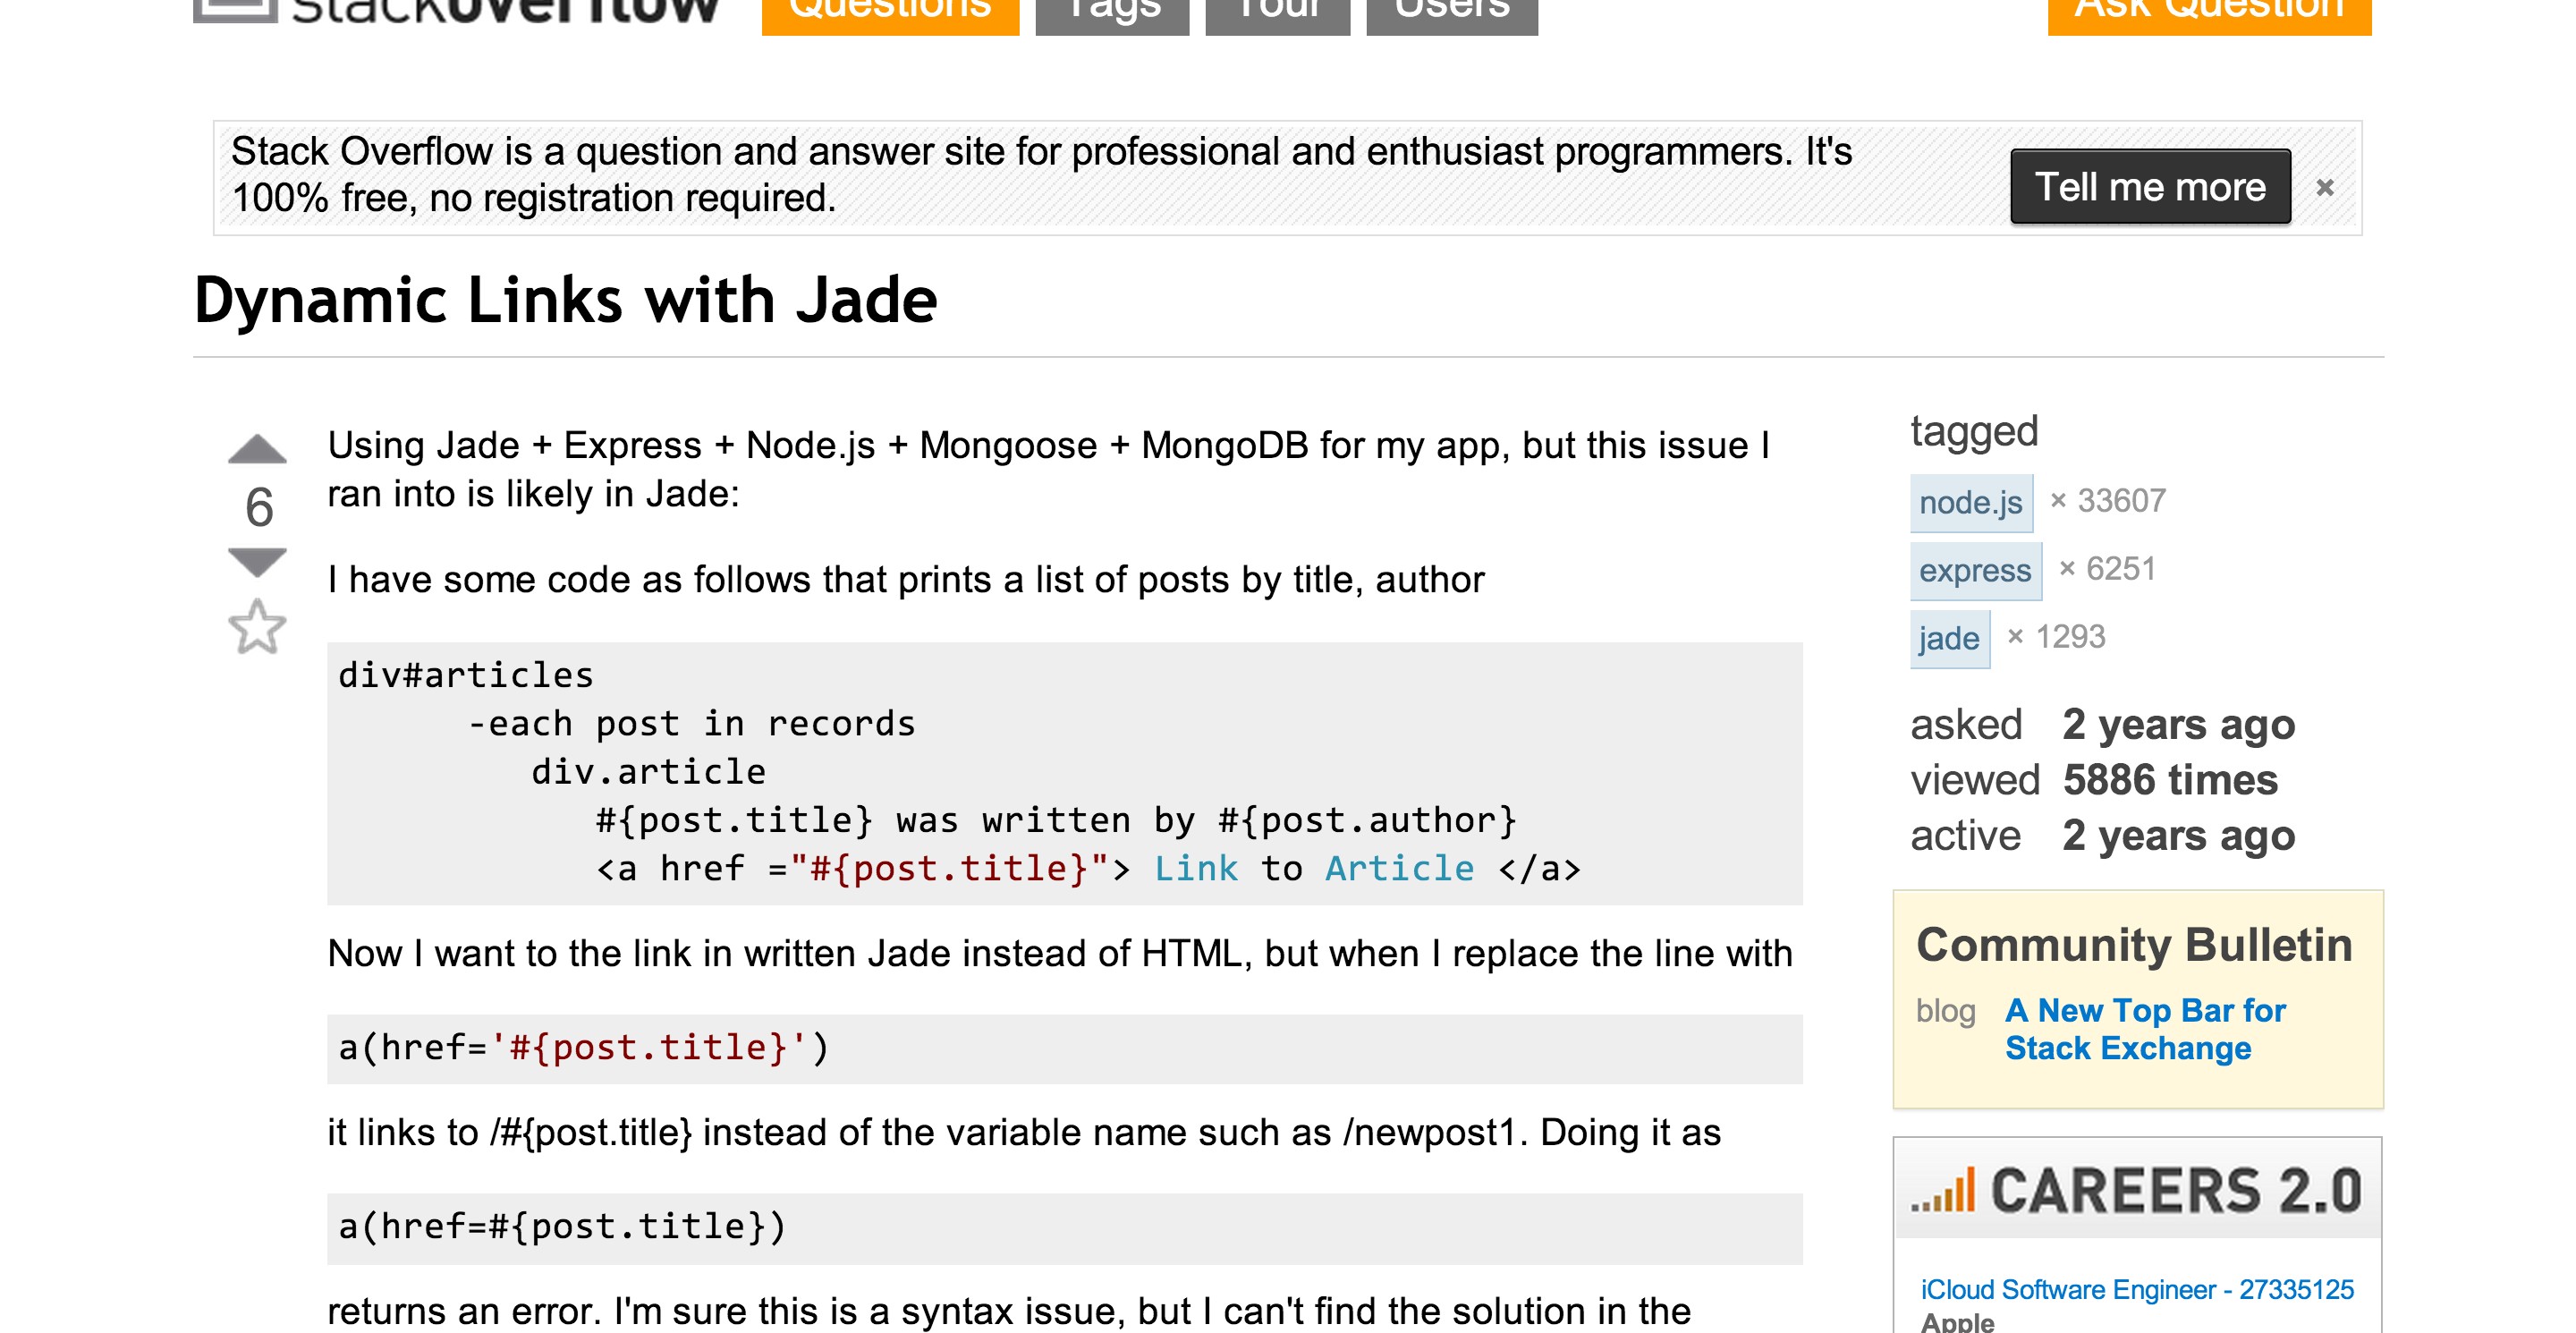 stackoverflow
Questions Tags Tour Users Ask Question
Stack Overflow is a question and answer site for professional and enthusiast programmers. It's
100% free, no registration required.
Tell me more ×
Dynamic Links with Jade
6
Using Jade + Express + Node.js + Mongoose + MongoDB for my app, but this issue I
ran into is likely in Jade:
I have some code as follows that prints a list of posts by title, author
div#articles
      -each post in records
         div.article
            #{post.title} was written by #{post.author}
            <a href ="#{post.title}"> Link to Article </a>
Now I want to the link in written Jade instead of HTML, but when I replace the line with
a(href='#{post.title}')
it links to /#{post.title} instead of the variable name such as /newpost1. Doing it as
a(href=#{post.title})
returns an error. I'm sure this is a syntax issue, but I can't find the solution in the
tagged
node.js × 33607
express × 6251
jade × 1293
asked 2 years ago
viewed 5886 times
active 2 years ago
Community Bulletin
blog A New Top Bar for
Stack Exchange
CAREERS 2.0
iCloud Software Engineer - 27335125
Apple